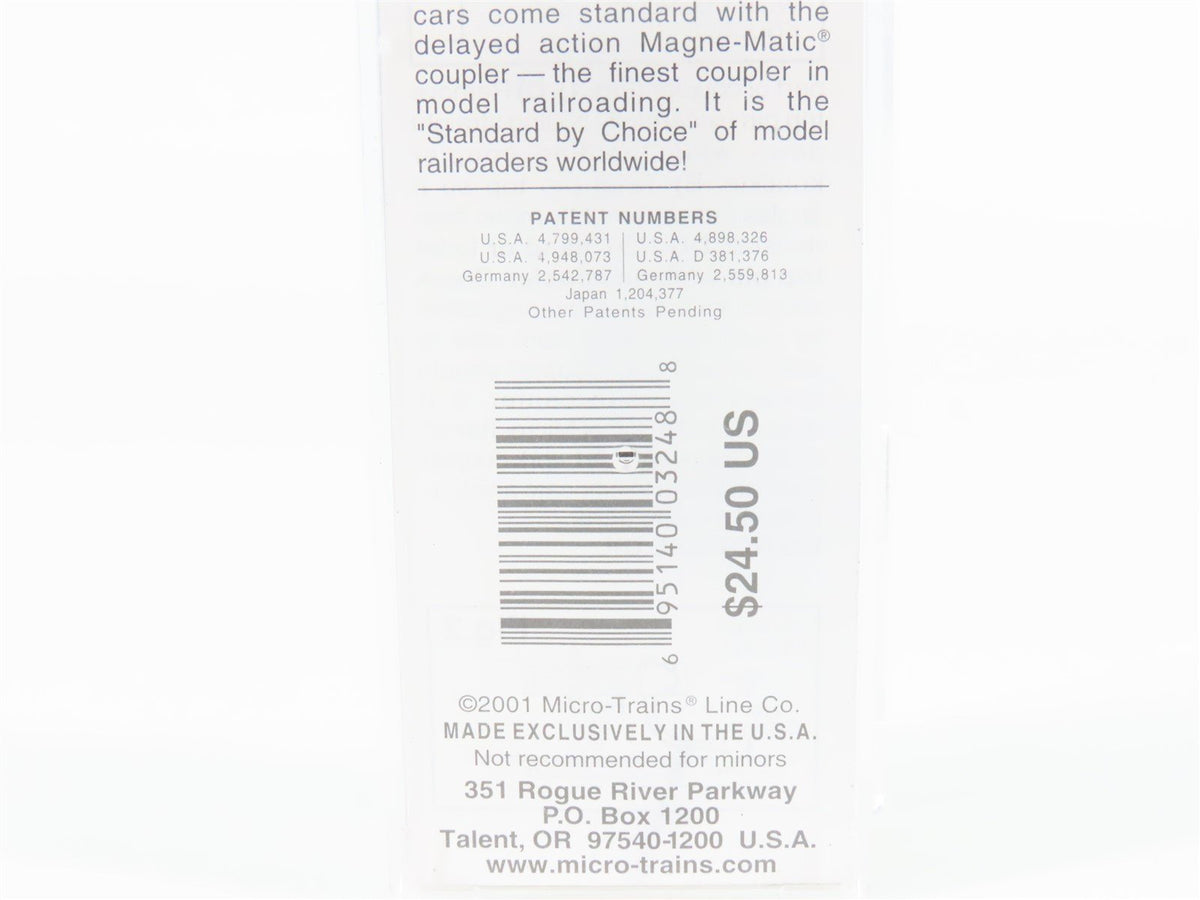 cars come standard with the
delayed action Magne-Matic®
coupler — the finest coupler in
model railroading. It is the
"Standard by Choice" of model
railroaders worldwide!
PATENT NUMBERS
U.S.A. 4,799,431 | U.S.A. 4,898,326
U.S.A. 4,948,073 | U.S.A. D 381,376
Germany 2,542,787 | Germany 2,559,813
Japan 1,204,377
Other Patents Pending
6 95140 03248 8
$24.50 US
©2001 Micro-Trains® Line Co.
MADE EXCLUSIVELY IN THE U.S.A.
Not recommended for minors
351 Rogue River Parkway
P.O. Box 1200
Talent, OR 97540-1200 U.S.A.
www.micro-trains.com